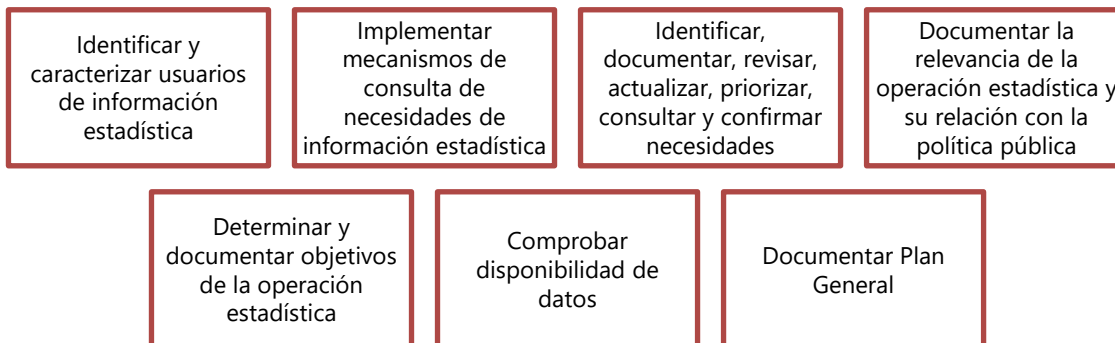 Identificar y
caracterizar usuarios
de información
estadística
Implementar
mecanismos de
consulta de
necesidades de
información estadística
Identificar,
documentar, revisar,
actualizar, priorizar,
consultar y confirmar
necesidades
Documentar la
relevancia de la
operación estadística y
su relación con la
política pública
Determinar y
documentar objetivos
de la operación
estadística
Comprobar
disponibilidad de
datos
Documentar Plan
General